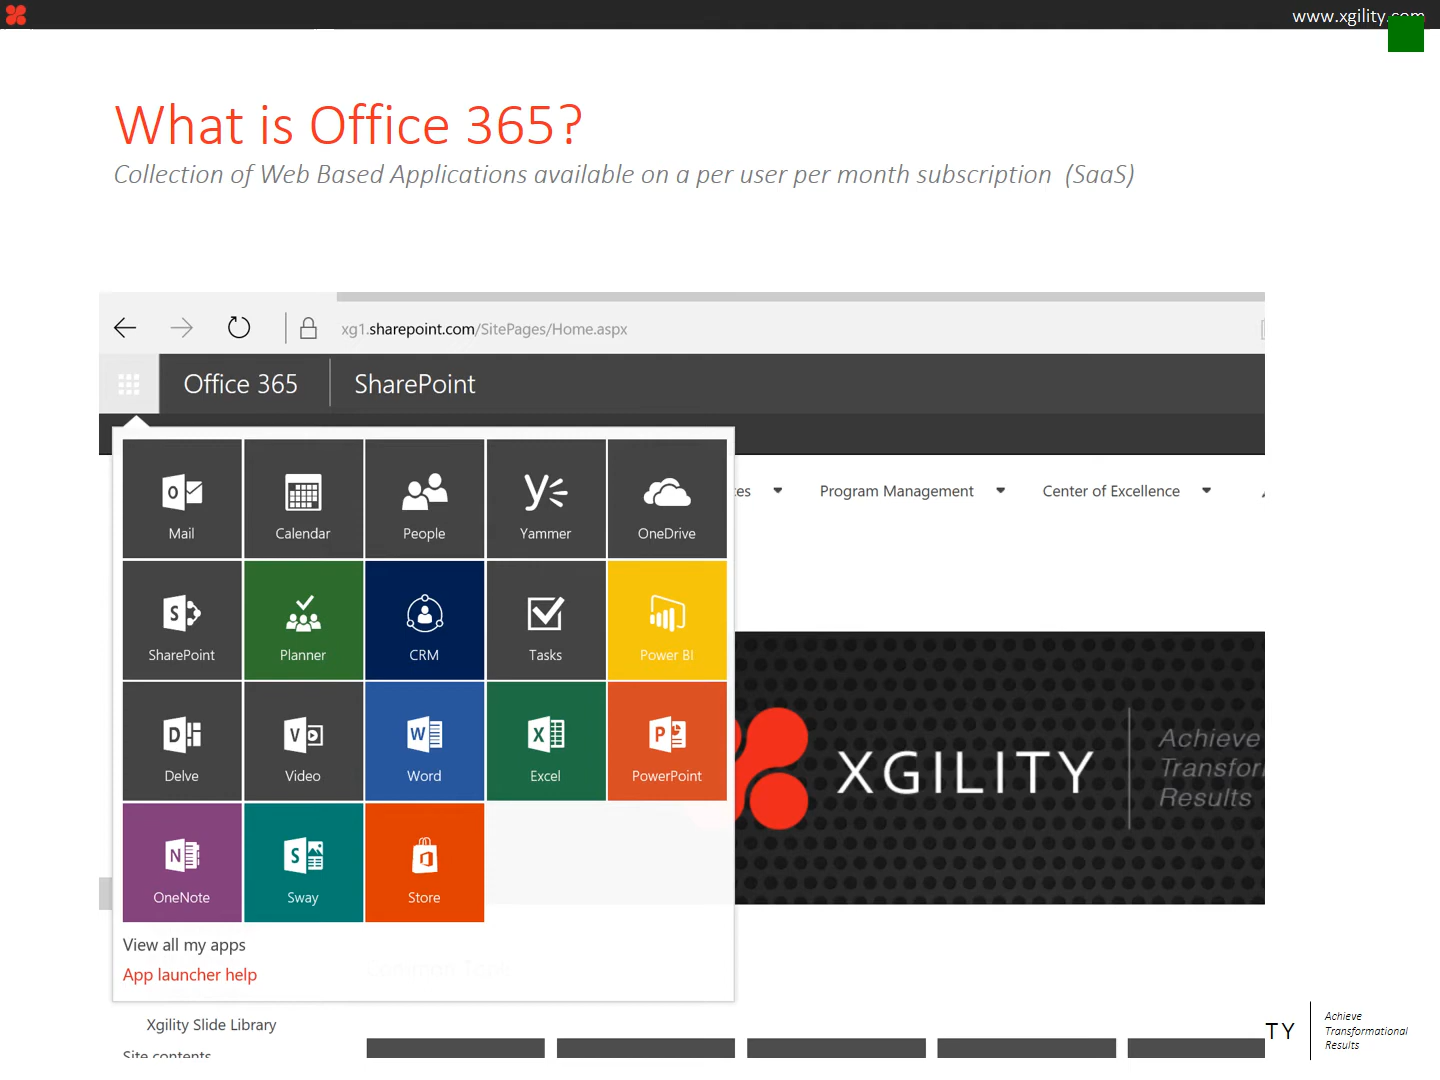 www.xgility.com
What is Office 365?
Collection of Web Based Applications available on a per user per month subscription (SaaS)
xg1.sharepoint.com/SitePages/Home.aspx
Office 365 SharePoint
Program Management Center of Excellence
Mail Calendar People Yammer OneDrive
SharePoint Planner CRM Tasks Power BI
Delve Video Word Excel PowerPoint
OneNote Sway Store
XGILITY
Achieve
Results
View all my apps
App launcher help
Xgility Slide Library
Site contents
TY
Achieve
Transformational
Results